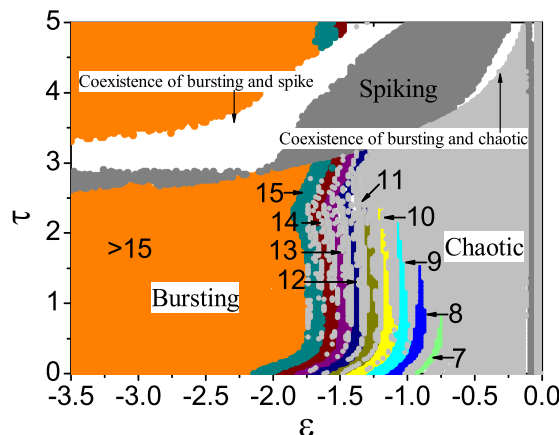 5
Coexistence of bursting and spike
Spiking
4
Coexistence of bursting and chaotic
3
15
11
τ
2
14
10
>15
13
9
Chaotic
Bursting
12
1
8
7
0
-3.5 -3.0 -2.5 -2.0 -1.5 -1.0 -0.5 0.0
ε